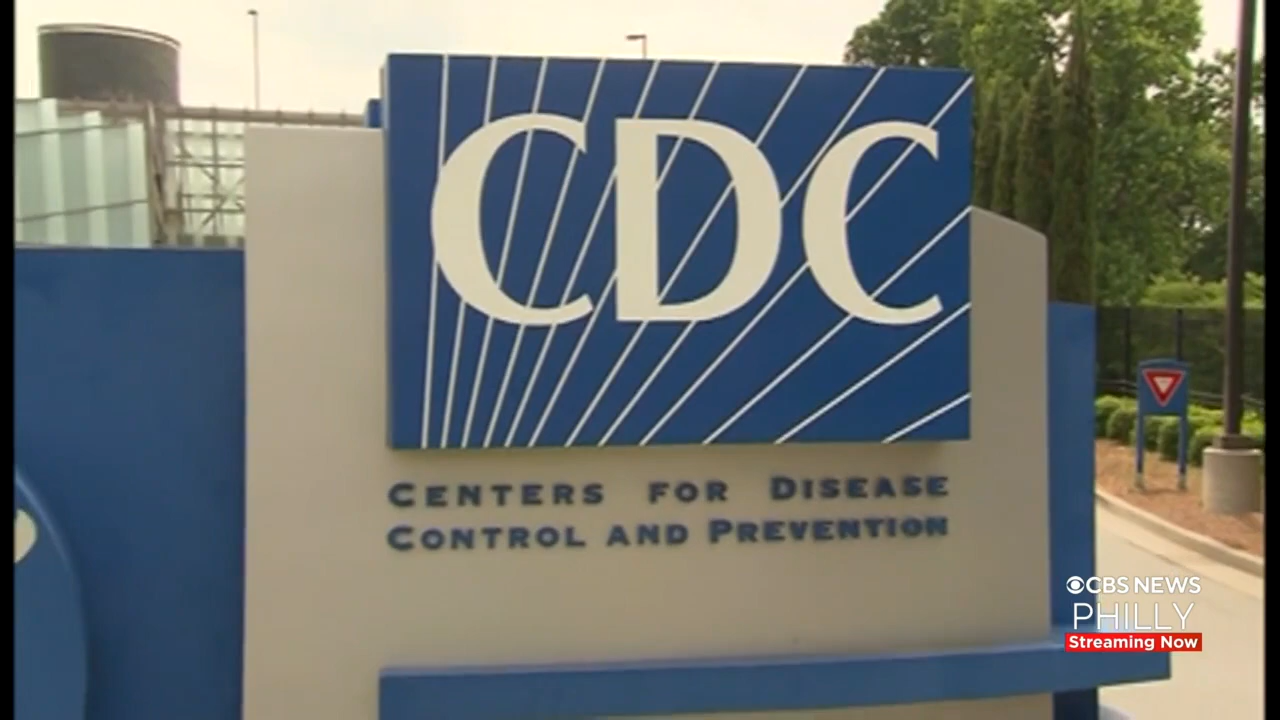 CDC
CENTERS FOR DISEASE
CONTROL AND PREVENTION
CBS NEWS
PHILLY
Streaming Now